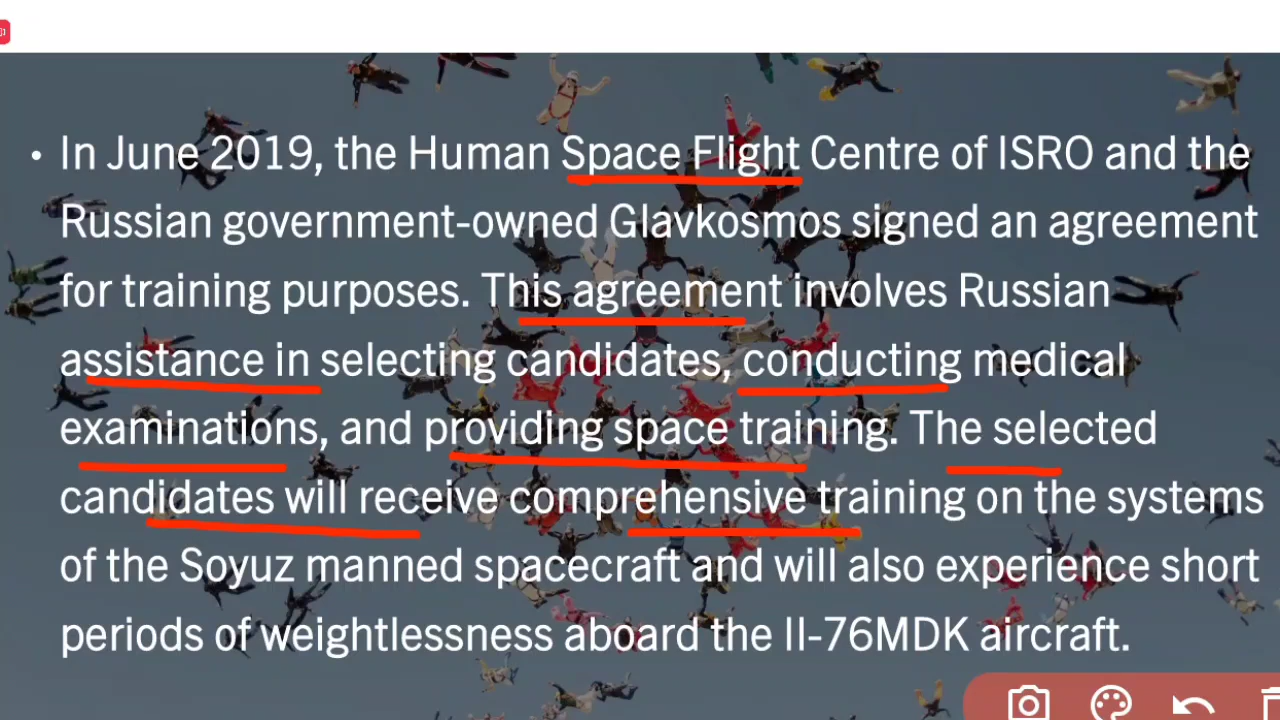 • In June 2019, the Human Space Flight Centre of ISRO and the
Russian government-owned Glavkosmos signed an agreement
for training purposes. This agreement involves Russian
assistance in selecting candidates, conducting medical
examinations, and providing space training. The selected
candidates will receive comprehensive training on the systems
of the Soyuz manned spacecraft and will also experience short
periods of weightlessness aboard the Il-76MDK aircraft.